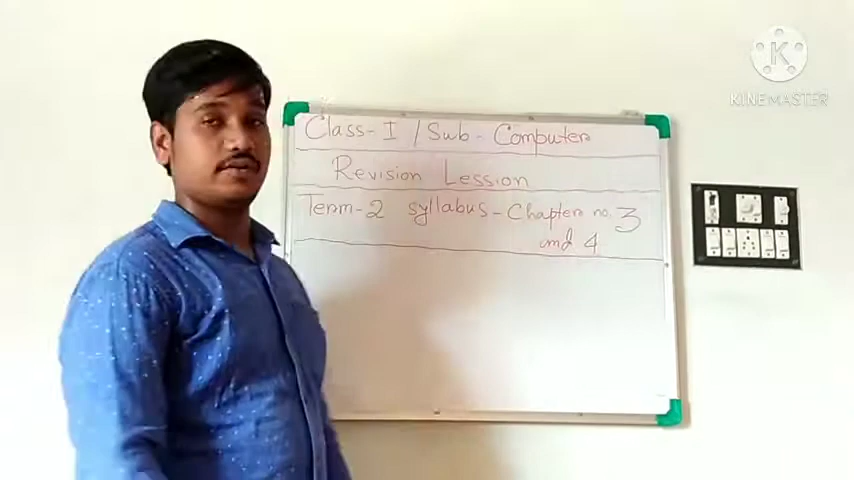 Class-I / Sub- Computer
Revision Lession
Term-2 syllabus - Chapter no. 3
and 4
K
KINEMASTER